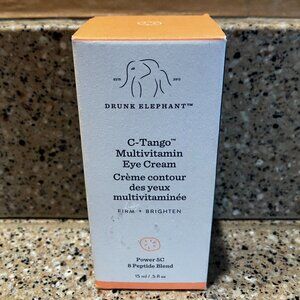 DRUNK ELEPHANT™
C-Tango™
Multivitamin
Eye Cream
Crème contour
des yeux
multivitaminée
FIRM + BRIGHTEN
Power 5C
8 Peptide Blend
15 ml / .5 fl oz